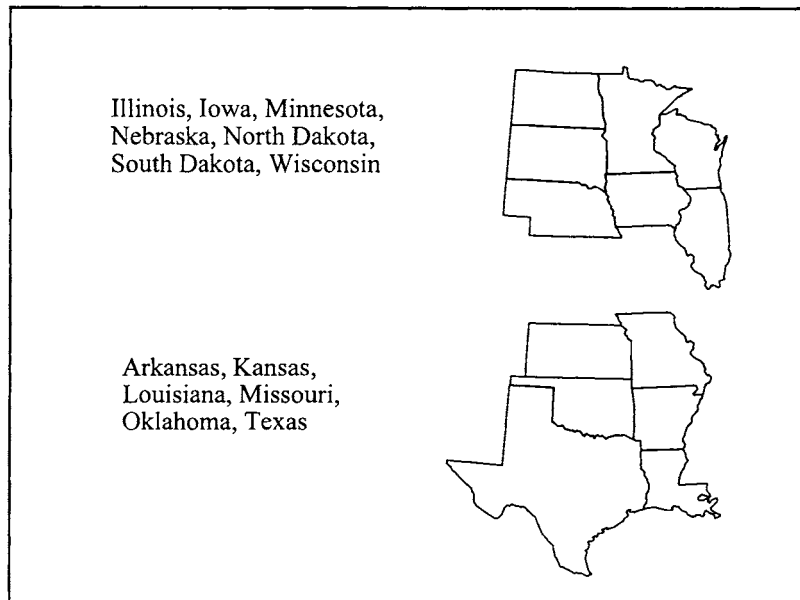 Illinois, Iowa, Minnesota,
Nebraska, North Dakota,
South Dakota, Wisconsin
Arkansas, Kansas,
Louisiana, Missouri,
Oklahoma, Texas